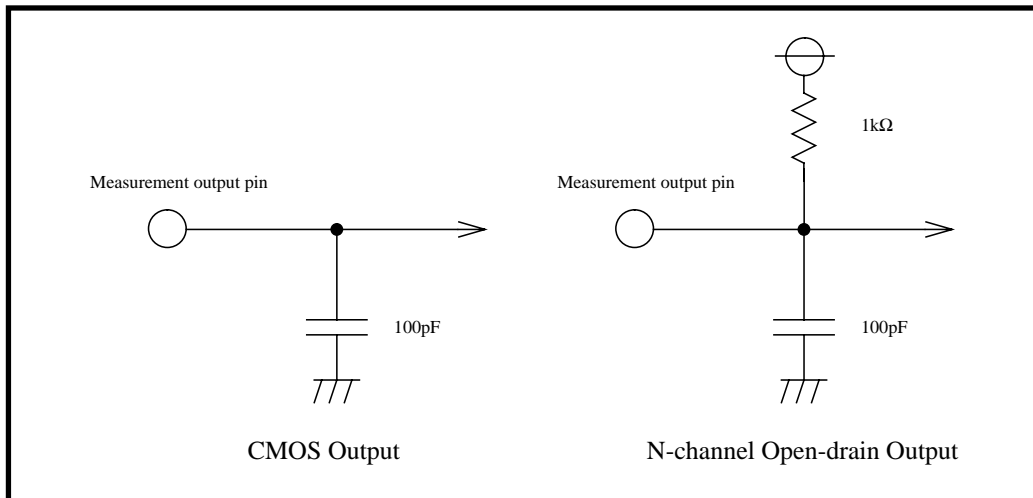 Measurement output pin
100pF
CMOS Output
1kΩ
Measurement output pin
100pF
N-channel Open-drain Output